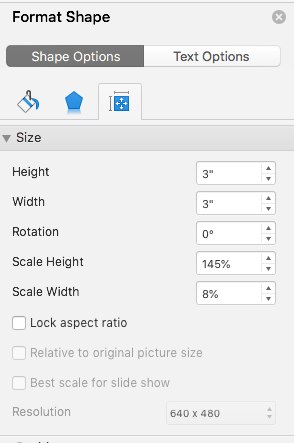 Format Shape
Shape Options Text Options
Size
Height 3"
Width 3"
Rotation 0°
Scale Height 145%
Scale Width 8%
Lock aspect ratio
Relative to original picture size
Best scale for slide show
Resolution 640 x 480